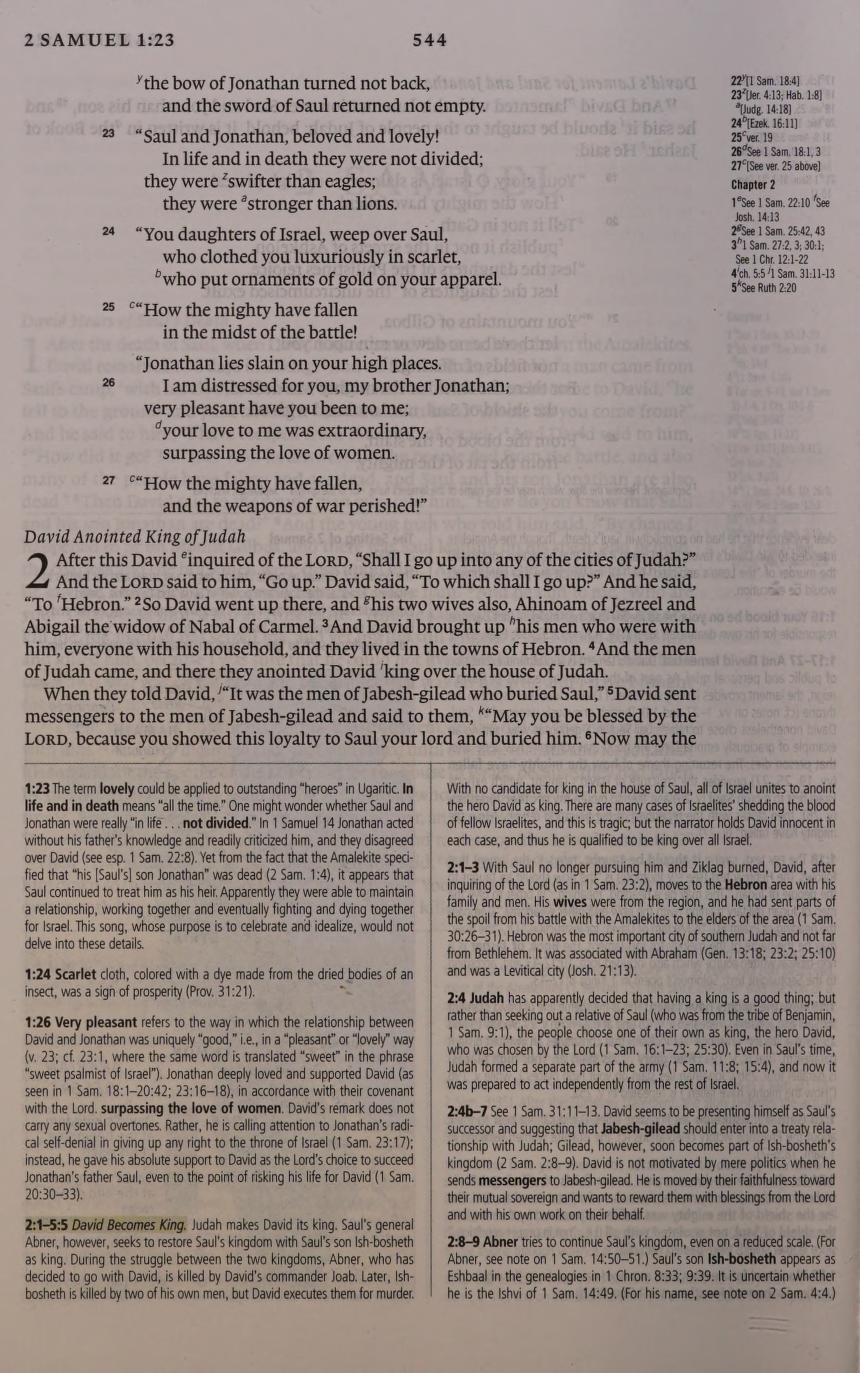 2 SAMUEL 1:23
544
ʸthe bow of Jonathan turned not back,
and the sword of Saul returned not empty.
23 “Saul and Jonathan, beloved and lovely!
In life and in death they were not divided;
they were ᶻswifter than eagles;
they were ᵃstronger than lions.
24 “You daughters of Israel, weep over Saul,
who clothed you luxuriously in scarlet,
ᵇwho put ornaments of gold on your apparel.
25 ᶜ“How the mighty have fallen
in the midst of the battle!
“Jonathan lies slain on your high places.
26 I am distressed for you, my brother Jonathan;
very pleasant have you been to me;
ᵈyour love to me was extraordinary,
surpassing the love of women.
27 ᶜ“How the mighty have fallen,
and the weapons of war perished!”
David Anointed King of Judah
2 After this David ᵉinquired of the LORD, “Shall I go up into any of the cities of Judah?”
And the LORD said to him, “Go up.” David said, “To which shall I go up?” And he said,
“To ᶠHebron.” ²So David went up there, and ᵍhis two wives also, Ahinoam of Jezreel and
Abigail the widow of Nabal of Carmel. ³And David brought up ʰhis men who were with
him, everyone with his household, and they lived in the towns of Hebron. ⁴And the men
of Judah came, and there they anointed David ⁱking over the house of Judah.
When they told David, ʲ“It was the men of Jabesh-gilead who buried Saul,” ⁵David sent
messengers to the men of Jabesh-gilead and said to them, ᵏ“May you be blessed by the
LORD, because you showed this loyalty to Saul your lord and buried him. ⁶Now may the
22ʸ[1 Sam. 18:4]
23ᶻ[Jer. 4:13; Hab. 1:8]
ᵃ[Judg. 14:18]
24ᵇ[Ezek. 16:11]
25ᶜver. 19
26ᵈSee 1 Sam. 18:1, 3
27ᶜ[See ver. 25 above]
Chapter 2
1ᵉSee 1 Sam. 22:10 ᶠSee
Josh. 14:13
2ᵍSee 1 Sam. 25:42, 43
3ʰ1 Sam. 27:2, 3; 30:1;
See 1 Chr. 12:1-22
4ⁱch. 5:5 ʲ1 Sam. 31:11-13
5ᵏSee Ruth 2:20
1:23 The term lovely could be applied to outstanding “heroes” in Ugaritic. In
life and in death means “all the time.” One might wonder whether Saul and
Jonathan were really “in life . . . not divided.” In 1 Samuel 14 Jonathan acted
without his father’s knowledge and readily criticized him, and they disagreed
over David (see esp. 1 Sam. 22:8). Yet from the fact that the Amalekite speci-
fied that “his [Saul’s] son Jonathan” was dead (2 Sam. 1:4), it appears that
Saul continued to treat him as his heir. Apparently they were able to maintain
a relationship, working together and eventually fighting and dying together
for Israel. This song, whose purpose is to celebrate and idealize, would not
delve into these details.
1:24 Scarlet cloth, colored with a dye made from the dried bodies of an
insect, was a sign of prosperity (Prov. 31:21).
1:26 Very pleasant refers to the way in which the relationship between
David and Jonathan was uniquely “good,” i.e., in a “pleasant” or “lovely” way
(v. 23; cf. 23:1, where the same word is translated “sweet” in the phrase
“sweet psalmist of Israel”). Jonathan deeply loved and supported David (as
seen in 1 Sam. 18:1–20:42; 23:16–18), in accordance with their covenant
with the Lord. surpassing the love of women. David’s remark does not
carry any sexual overtones. Rather, he is calling attention to Jonathan’s radi-
cal self-denial in giving up any right to the throne of Israel (1 Sam. 23:17);
instead, he gave his absolute support to David as the Lord’s choice to succeed
Jonathan’s father Saul, even to the point of risking his life for David (1 Sam.
20:30–33).
2:1–5:5 David Becomes King. Judah makes David its king. Saul’s general
Abner, however, seeks to restore Saul’s kingdom with Saul’s son Ish-bosheth
as king. During the struggle between the two kingdoms, Abner, who has
decided to go with David, is killed by David’s commander Joab. Later, Ish-
bosheth is killed by two of his own men, but David executes them for murder.
With no candidate for king in the house of Saul, all of Israel unites to anoint
the hero David as king. There are many cases of Israelites’ shedding the blood
of fellow Israelites, and this is tragic; but the narrator holds David innocent in
each case, and thus he is qualified to be king over all Israel.
2:1–3 With Saul no longer pursuing him and Ziklag burned, David, after
inquiring of the Lord (as in 1 Sam. 23:2), moves to the Hebron area with his
family and men. His wives were from the region, and he had sent parts of
the spoil from his battle with the Amalekites to the elders of the area (1 Sam.
30:26–31). Hebron was the most important city of southern Judah and not far
from Bethlehem. It was associated with Abraham (Gen. 13:18; 23:2; 25:10)
and was a Levitical city (Josh. 21:13).
2:4 Judah has apparently decided that having a king is a good thing; but
rather than seeking out a relative of Saul (who was from the tribe of Benjamin,
1 Sam. 9:1), the people choose one of their own as king, the hero David,
who was chosen by the Lord (1 Sam. 16:1–23; 25:30). Even in Saul’s time,
Judah formed a separate part of the army (1 Sam. 11:8; 15:4), and now it
was prepared to act independently from the rest of Israel.
2:4b–7 See 1 Sam. 31:11–13. David seems to be presenting himself as Saul’s
successor and suggesting that Jabesh-gilead should enter into a treaty rela-
tionship with Judah; Gilead, however, soon becomes part of Ish-bosheth’s
kingdom (2 Sam. 2:8–9). David is not motivated by mere politics when he
sends messengers to Jabesh-gilead. He is moved by their faithfulness toward
their mutual sovereign and wants to reward them with blessings from the Lord
and with his own work on their behalf.
2:8–9 Abner tries to continue Saul’s kingdom, even on a reduced scale. (For
Abner, see note on 1 Sam. 14:50–51.) Saul’s son Ish-bosheth appears as
Eshbaal in the genealogies in 1 Chron. 8:33; 9:39. It is uncertain whether
he is the Ishvi of 1 Sam. 14:49. (For his name, see note on 2 Sam. 4:4.)